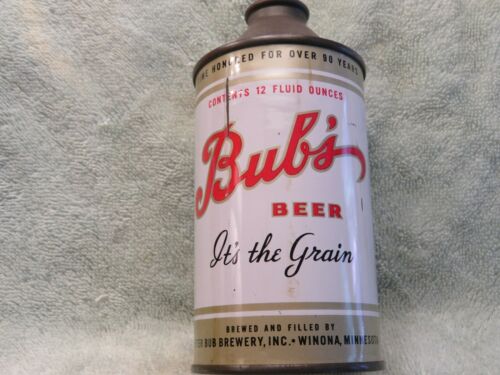 HONORED FOR OVER 90 YEARS
CONTENTS 12 FLUID OUNCES
Bub's
BEER
It's the Grain
BREWED AND FILLED BY
BUB BREWERY, INC. • WINONA, MINNESOTA